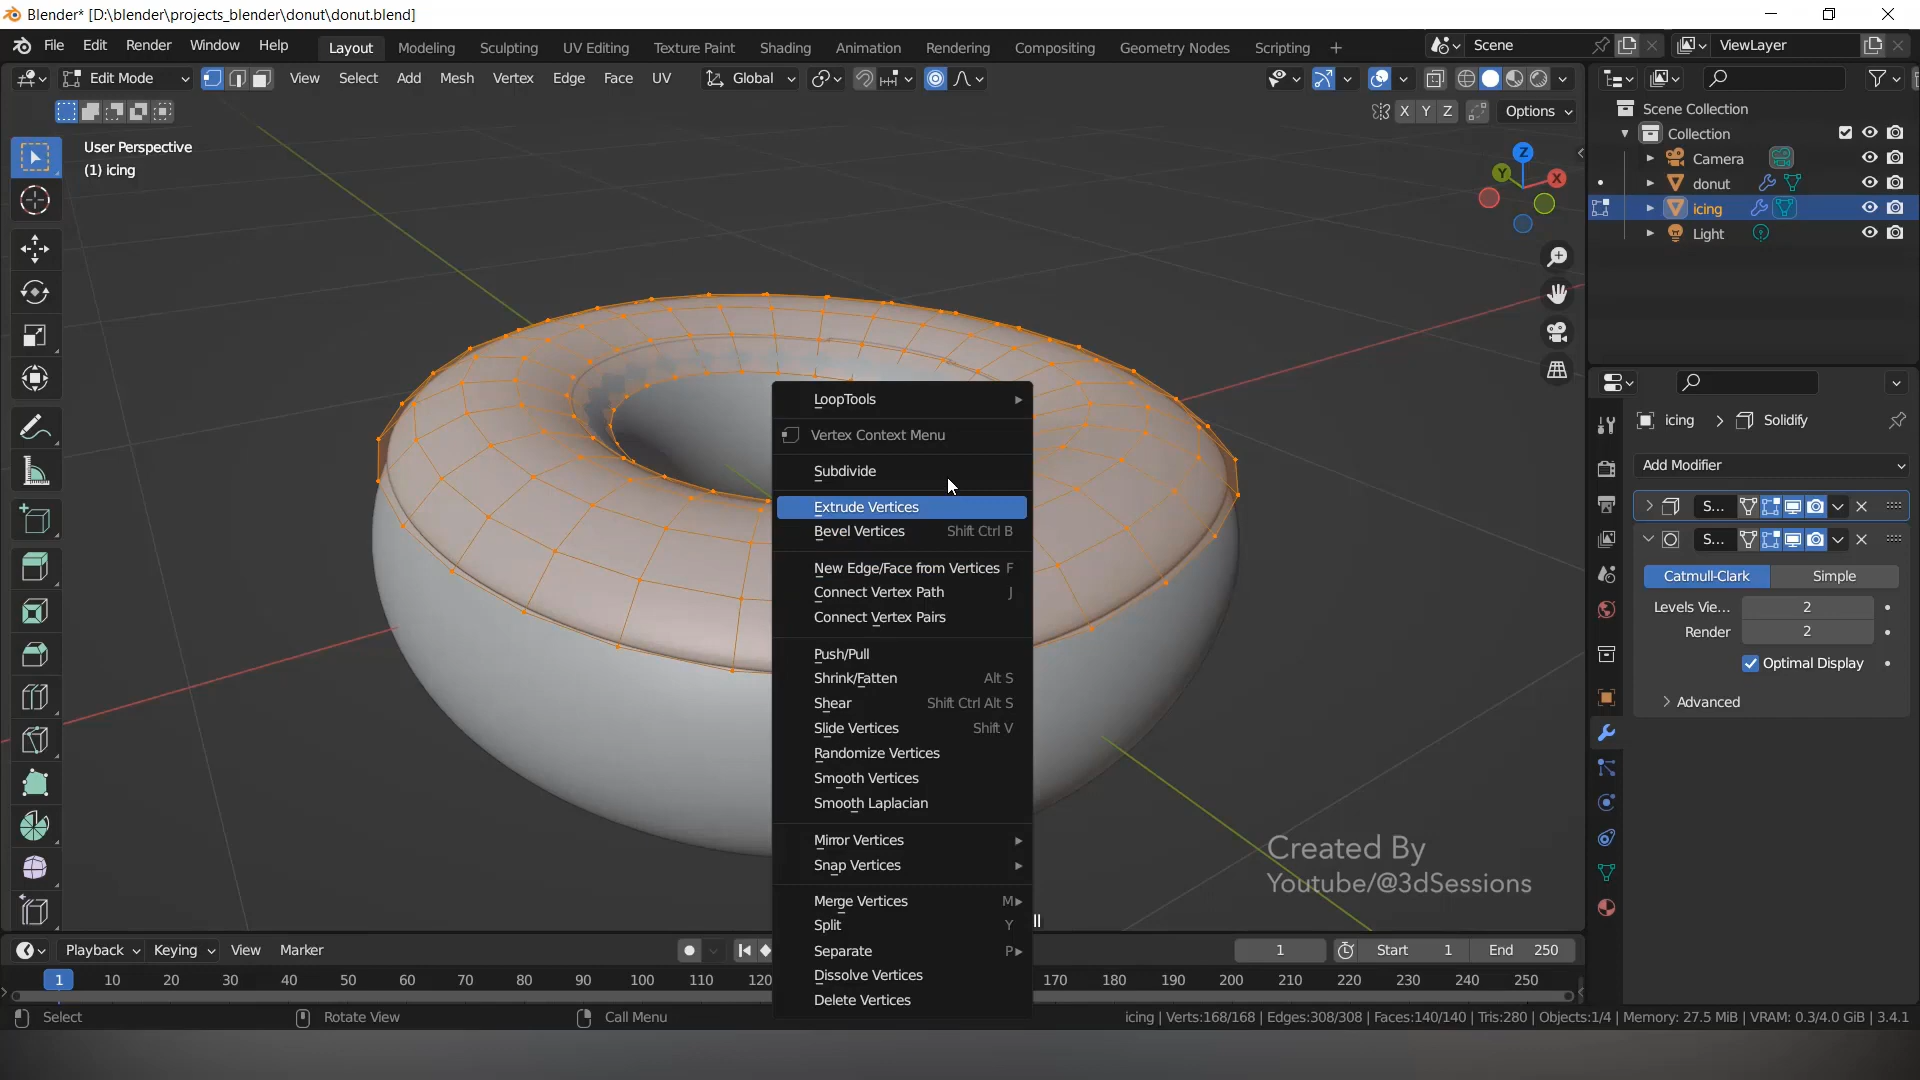 Blender* [D:\blender\projects_blender\donut\donut.blend]
File Edit Render Window Help Layout Modeling Sculpting UV Editing Texture Paint Shading Animation Rendering Compositing Geometry Nodes Scripting + Scene ViewLayer
Edit Mode View Select Add Mesh Vertex Edge Face UV Global
X Y Z Options
User Perspective
(1) icing
Z
Y
X
Scene Collection
Collection
Camera
donut
icing
Light
icing > Solidify
Add Modifier
S...
S...
Catmull-Clark Simple
Levels Vie... 2
Render 2
Optimal Display
Advanced
LoopTools
Vertex Context Menu
Subdivide
Extrude Vertices
Bevel Vertices Shift Ctrl B
New Edge/Face from Vertices F
Connect Vertex Path J
Connect Vertex Pairs
Push/Pull
Shrink/Fatten Alt S
Shear Shift Ctrl Alt S
Slide Vertices Shift V
Randomize Vertices
Smooth Vertices
Smooth Laplacian
Mirror Vertices
Snap Vertices
Merge Vertices M
Split Y
Separate P
Dissolve Vertices
Delete Vertices
Created By
Youtube/@3dSessions
Playback Keying View Marker 1 Start 1 End 250
1 10 20 30 40 50 60 70 80 90 100 110 120 170 180 190 200 210 220 230 240 250
Select Rotate View Call Menu icing | Verts:168/168 | Edges:308/308 | Faces:140/140 | Tris:280 | Objects:1/4 | Memory: 27.5 MiB | VRAM: 0.3/4.0 GiB | 3.4.1